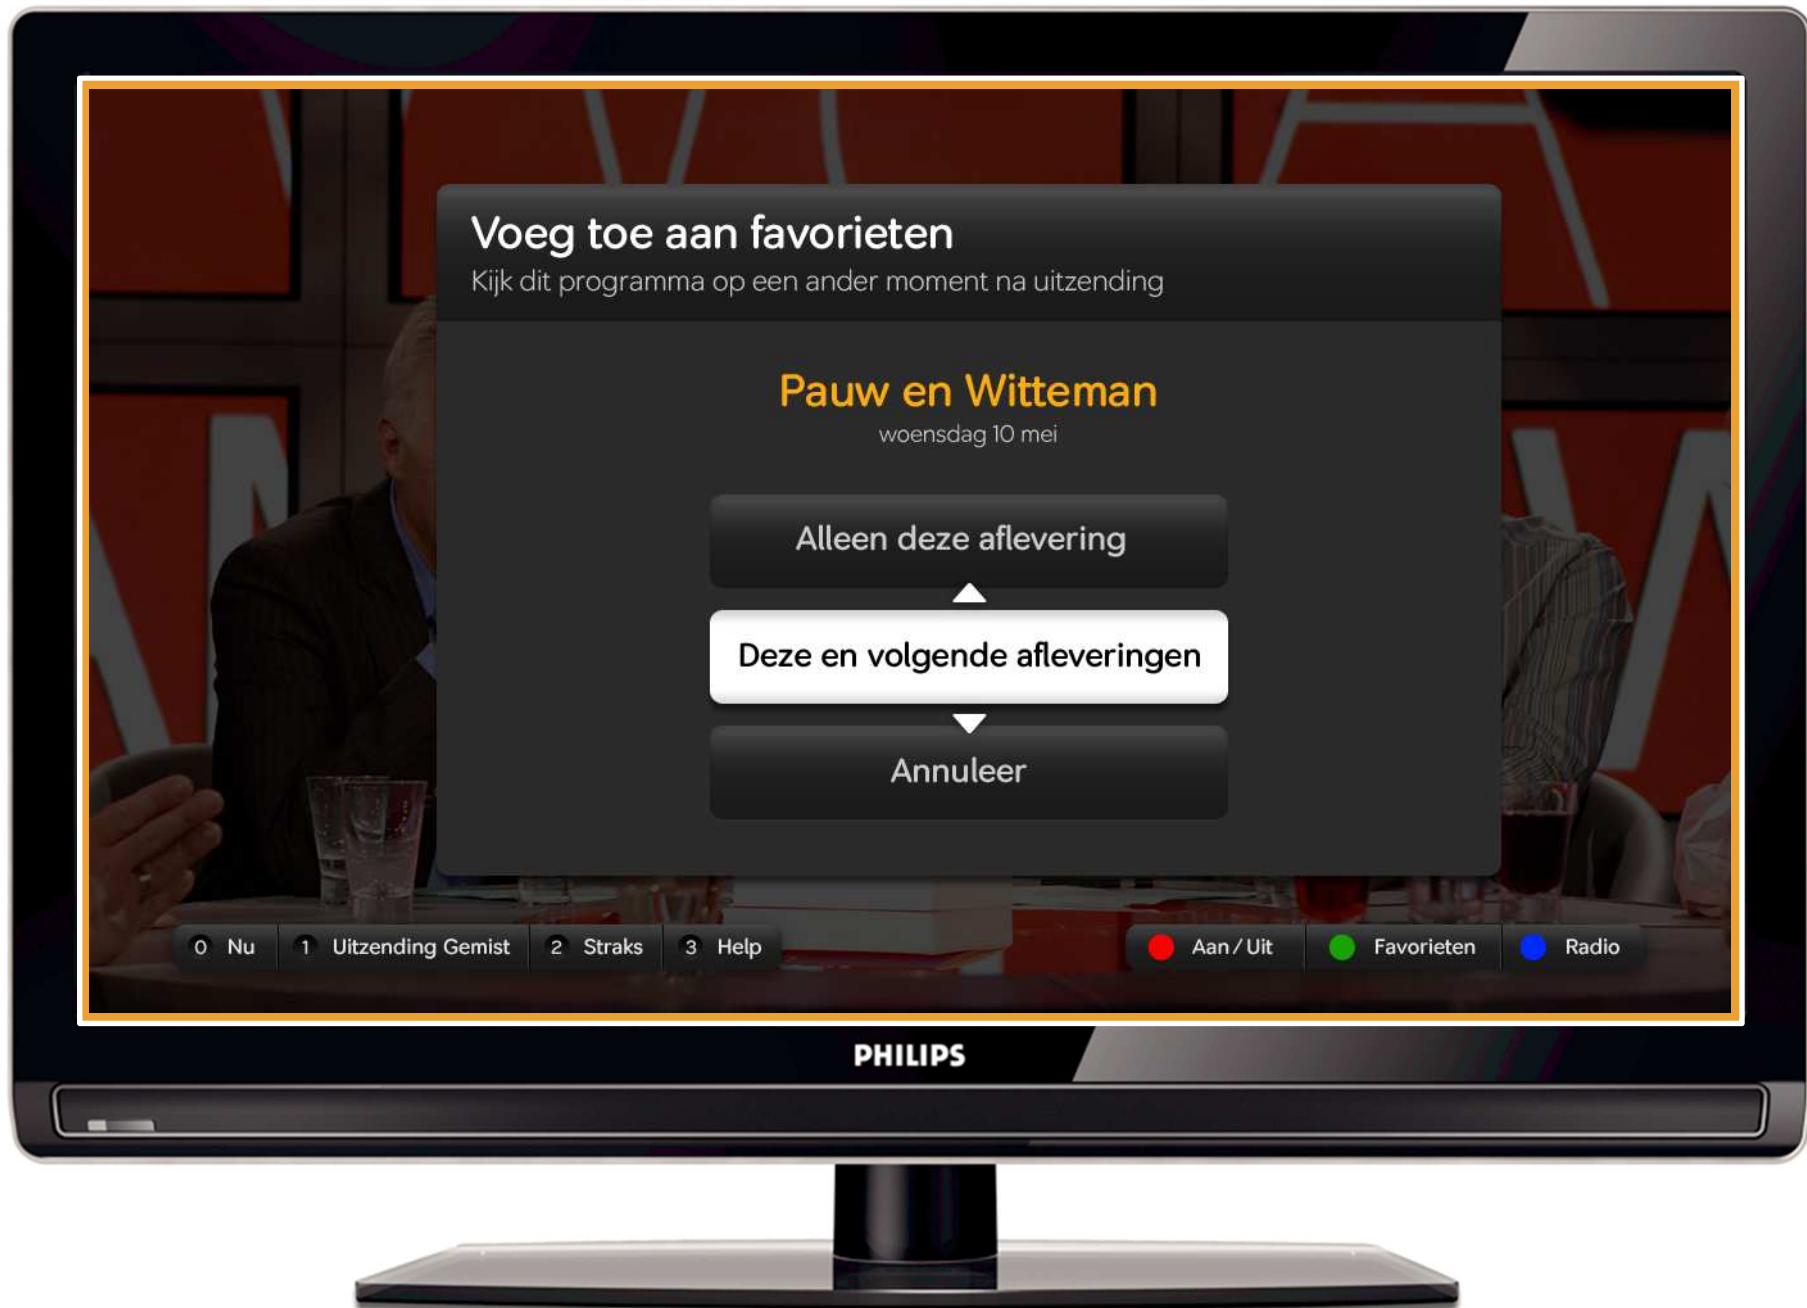 Voeg toe aan favorieten
Kijk dit programma op een ander moment na uitzending
Pauw en Witteman
woensdag 10 mei
Alleen deze aflevering
Deze en volgende afleveringen
Annuleer
0 Nu 1 Uitzending Gemist 2 Straks 3 Help
Aan / Uit Favorieten Radio
PHILIPS